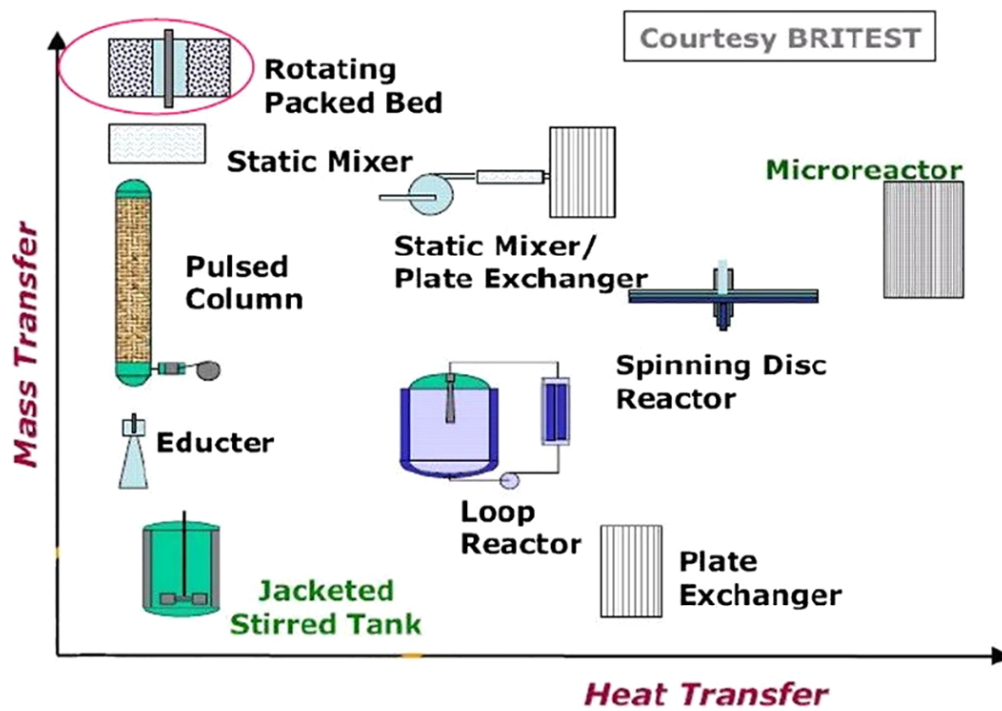 Courtesy BRITEST
Rotating
Packed Bed
Static Mixer
Microreactor
Static Mixer/
Plate Exchanger
Pulsed
Column
Spinning Disc
Reactor
Educter
Loop
Reactor
Plate
Exchanger
Jacketed
Stirred Tank
Mass Transfer
Heat Transfer